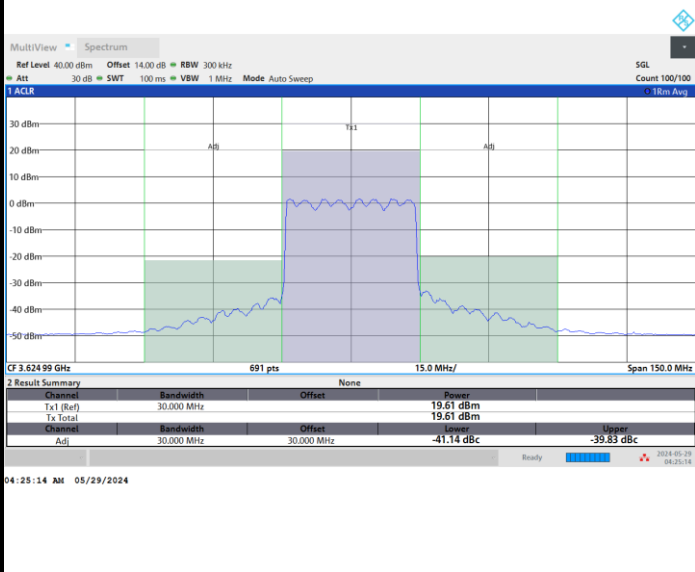 MultiView Spectrum
Ref Level 40.00 dBm Offset 14.00 dB RBW 300 kHz SGL
Att 30 dB SWT 100 ms VBW 1 MHz Mode Auto Sweep Count 100/100
1 ACLR 1Rm Avg
30 dBm
Tx1
20 dBm
Adj Adj
10 dBm
0 dBm
-10 dBm
-20 dBm
-30 dBm
-40 dBm
-50 dBm
CF 3.624 99 GHz 691 pts 15.0 MHz/ Span 150.0 MHz
2 Result Summary None
Channel Bandwidth Offset Power
Tx1 (Ref) 30.000 MHz 19.61 dBm
Tx Total 19.61 dBm
Channel Bandwidth Offset Lower Upper
Adj 30.000 MHz 30.000 MHz -41.14 dBc -39.83 dBc
Ready 2024-05-29
04:25:14
04:25:14 AM 05/29/2024